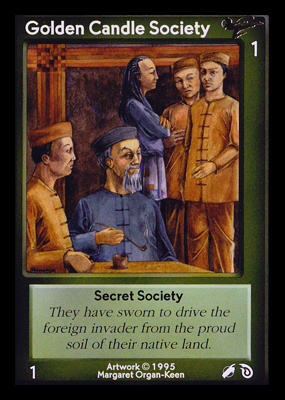 Golden Candle Society
1
Secret Society
They have sworn to drive the
foreign invader from the proud
soil of their native land.
1
Artwork © 1995
Margaret Organ-Kean